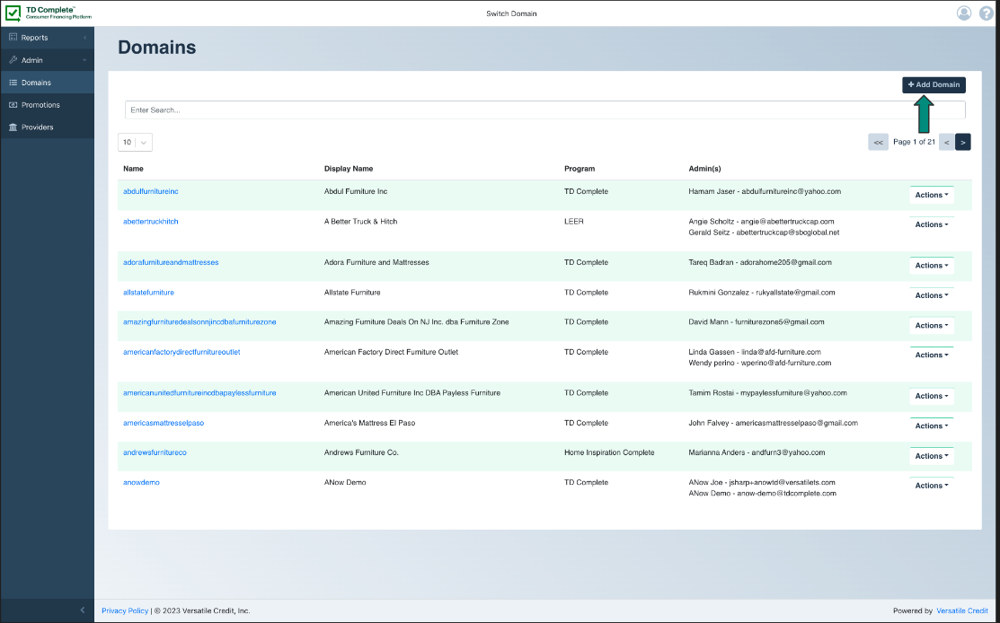 TD Complete™
Consumer Financing Platform
Switch Domain
?
Reports
Admin
Domains
Promotions
Providers
Domains
+ Add Domain
Enter Search...
10
<< Page 1 of 21 < >
Name Display Name Program Admin(s)
abdulfurnitureinc Abdul Furniture Inc TD Complete Hamam Jaser - abdulfurnitureinc@yahoo.com Actions
abettertruckhitch A Better Truck & Hitch LEER Angie Scholtz - angie@abettertruckcap.com Actions
Gerald Seitz - abettertruckcap@sbcglobal.net
adorafurnitureandmattresses Adora Furniture and Mattresses TD Complete Tareq Badran - adorahome205@gmail.com Actions
allstatefurniture Allstate Furniture TD Complete Rukmini Gonzalez - rukyallstate@gmail.com Actions
amazingfurnituredealsonnjincdbafurniturezone Amazing Furniture Deals On NJ Inc. dba Furniture Zone TD Complete David Mann - furniturezone5@gmail.com Actions
americanfactorydirectfurnitureoutlet American Factory Direct Furniture Outlet TD Complete Linda Gassen - linda@afd-furniture.com Actions
Wendy perino - wperino@afd-furniture.com
americanunitedfurnitureincdbapaylessfurniture American United Furniture Inc DBA Payless Furniture TD Complete Tamim Rostai - mypaylessfurniture@yahoo.com Actions
americasmattresselpaso America's Mattress El Paso TD Complete John Falvey - americasmattresselpaso@gmail.com Actions
andrewsfurnitureco Andrews Furniture Co. Home Inspiration Complete Marianna Anders - andfurn3@yahoo.com Actions
anowdemo ANow Demo TD Complete ANow Joe - jsharp+anowtd@versatilets.com Actions
ANow Demo - anow-demo@tdcomplete.com
Privacy Policy | © 2023 Versatile Credit, Inc.
Powered by Versatile Credit